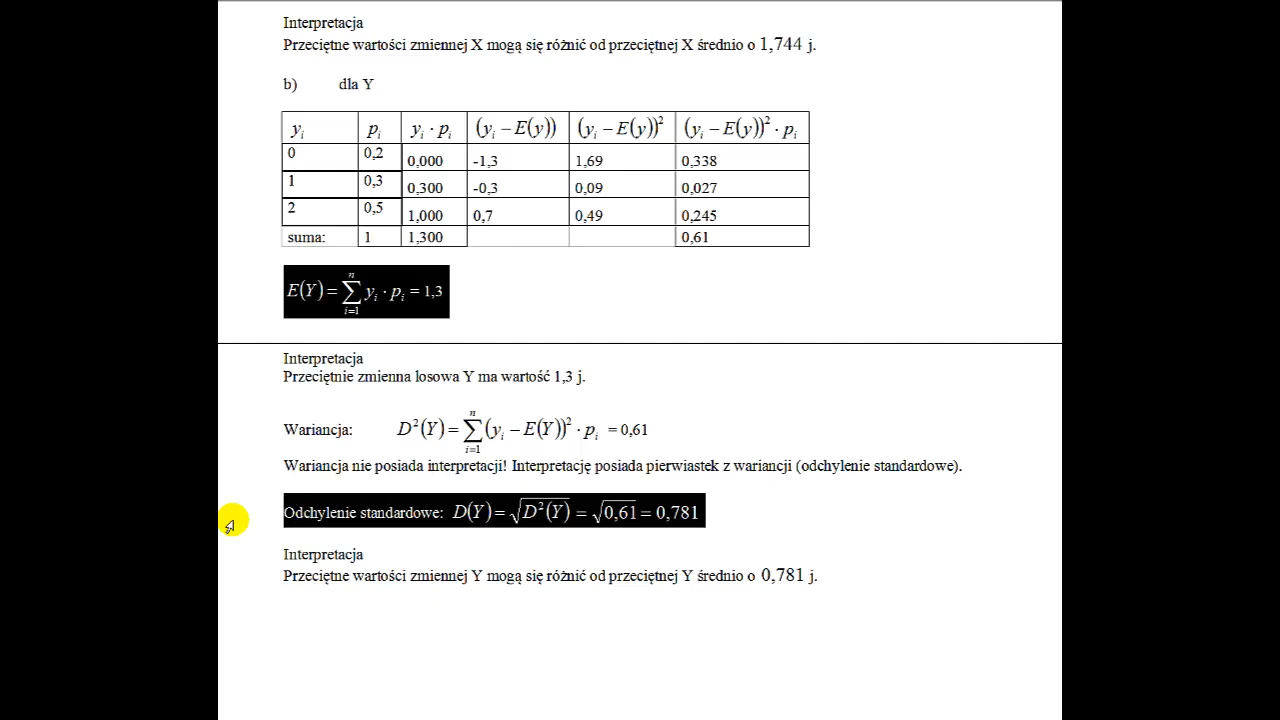 Interpretacja
Przeciętne wartości zmiennej X mogą się różnić od przeciętnej X średnio o 1,744 j.
b) dla Y
yᵢ pᵢ yᵢ · pᵢ (yᵢ − E(y)) (yᵢ − E(y))² (yᵢ − E(y))² · pᵢ
0 0,2 0,000 -1,3 1,69 0,338
1 0,3 0,300 -0,3 0,09 0,027
2 0,5 1,000 0,7 0,49 0,245
suma: 1 1,300 0,61
E(Y) = ∑ⁿᵢ₌₁ yᵢ · pᵢ = 1,3
Interpretacja
Przeciętnie zmienna losowa Y ma wartość 1,3 j.
Wariancja: D²(Y) = ∑ⁿᵢ₌₁ (yᵢ − E(Y))² · pᵢ = 0,61
Wariancja nie posiada interpretacji! Interpretację posiada pierwiastek z wariancji (odchylenie standardowe).
Odchylenie standardowe: D(Y) = √D²(Y) = √0,61 = 0,781
Interpretacja
Przeciętne wartości zmiennej Y mogą się różnić od przeciętnej Y średnio o 0,781 j.